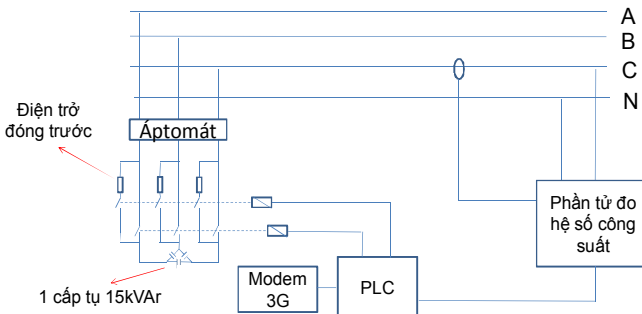 A
B
C
N
Điện trở
đóng trước
Áptomát
Phần tử đo
hệ số công
suất
Modem
3G
PLC
1 cấp tụ 15kVAr